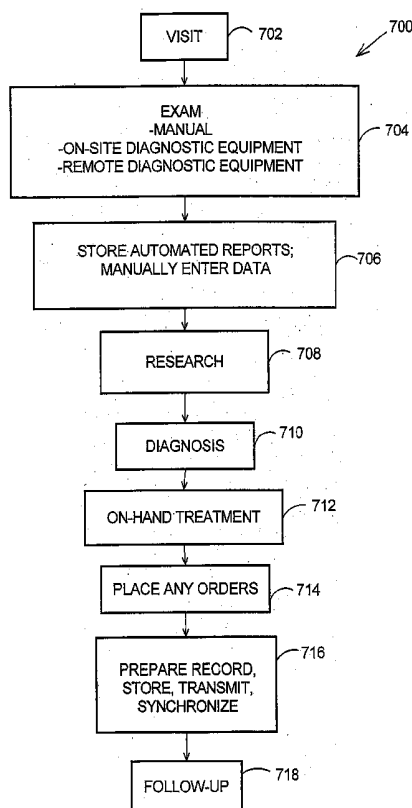 VISIT
702
700
EXAM
-MANUAL
-ON-SITE DIAGNOSTIC EQUIPMENT
-REMOTE DIAGNOSTIC EQUIPMENT
704
STORE AUTOMATED REPORTS;
MANUALLY ENTER DATA
706
RESEARCH
708
DIAGNOSIS
710
ON-HAND TREATMENT
712
PLACE ANY ORDERS
714
PREPARE RECORD,
STORE, TRANSMIT,
SYNCHRONIZE
716
FOLLOW-UP
718